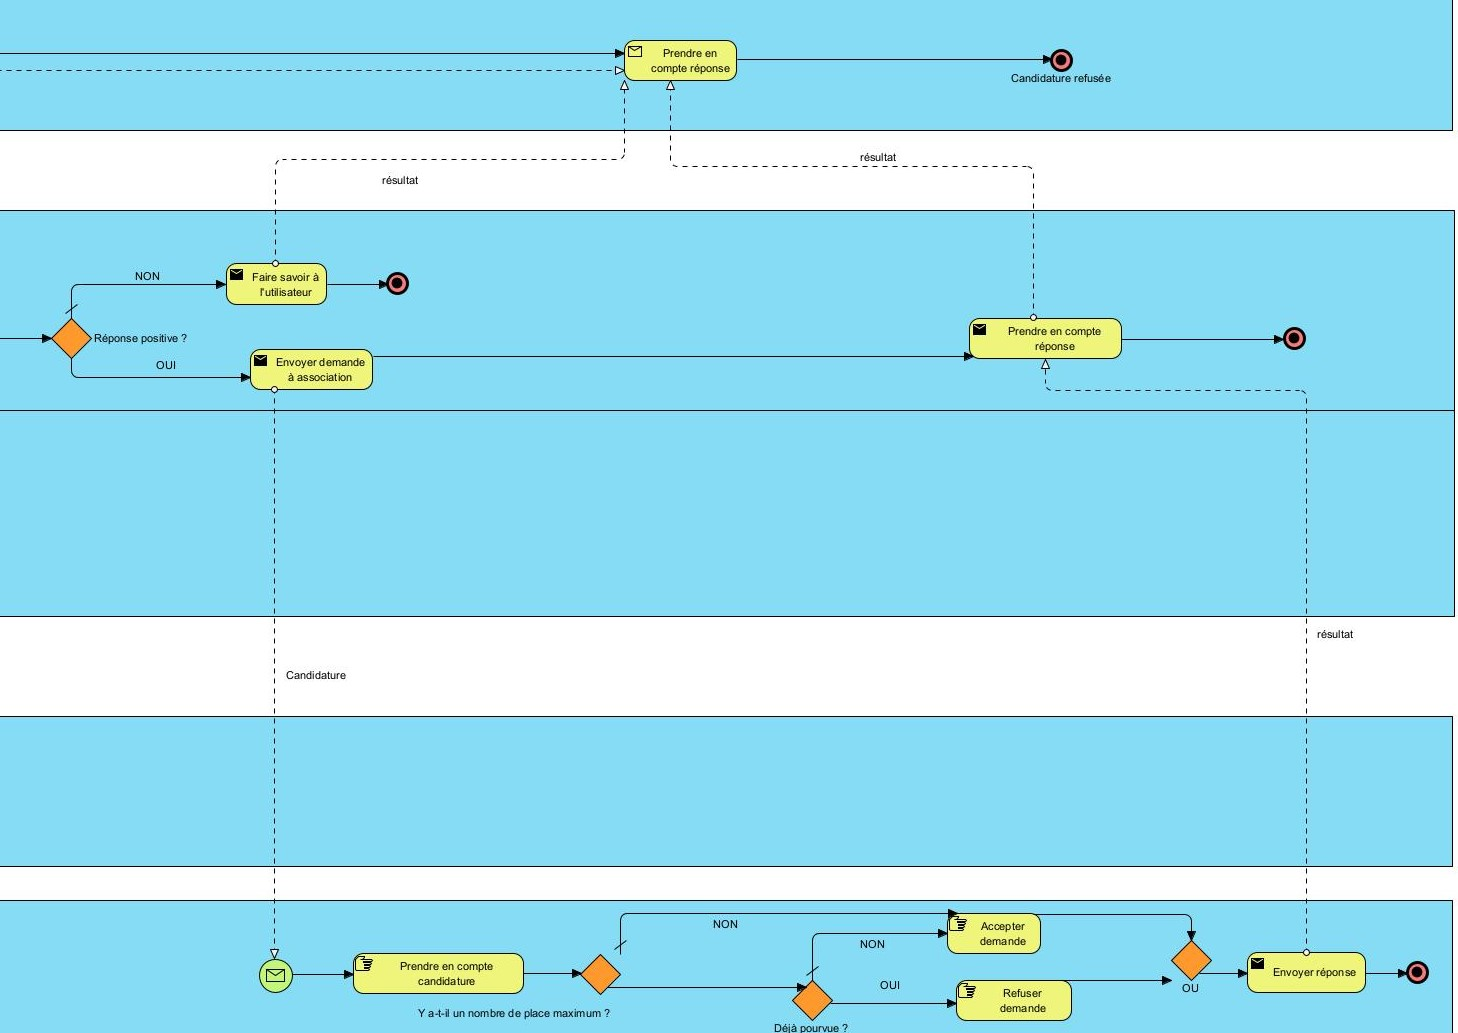 Prendre en
compte réponse
Candidature refusée
résultat
résultat
NON
Faire savoir à
l'utilisateur
Réponse positive ?
OUI
Envoyer demande
à association
Prendre en compte
réponse
résultat
Candidature
NON
Accepter
demande
NON
Prendre en compte
candidature
Envoyer réponse
OUI
OU
Refuser
demande
Y a-t-il un nombre de place maximum ?
Déjà pourvue ?